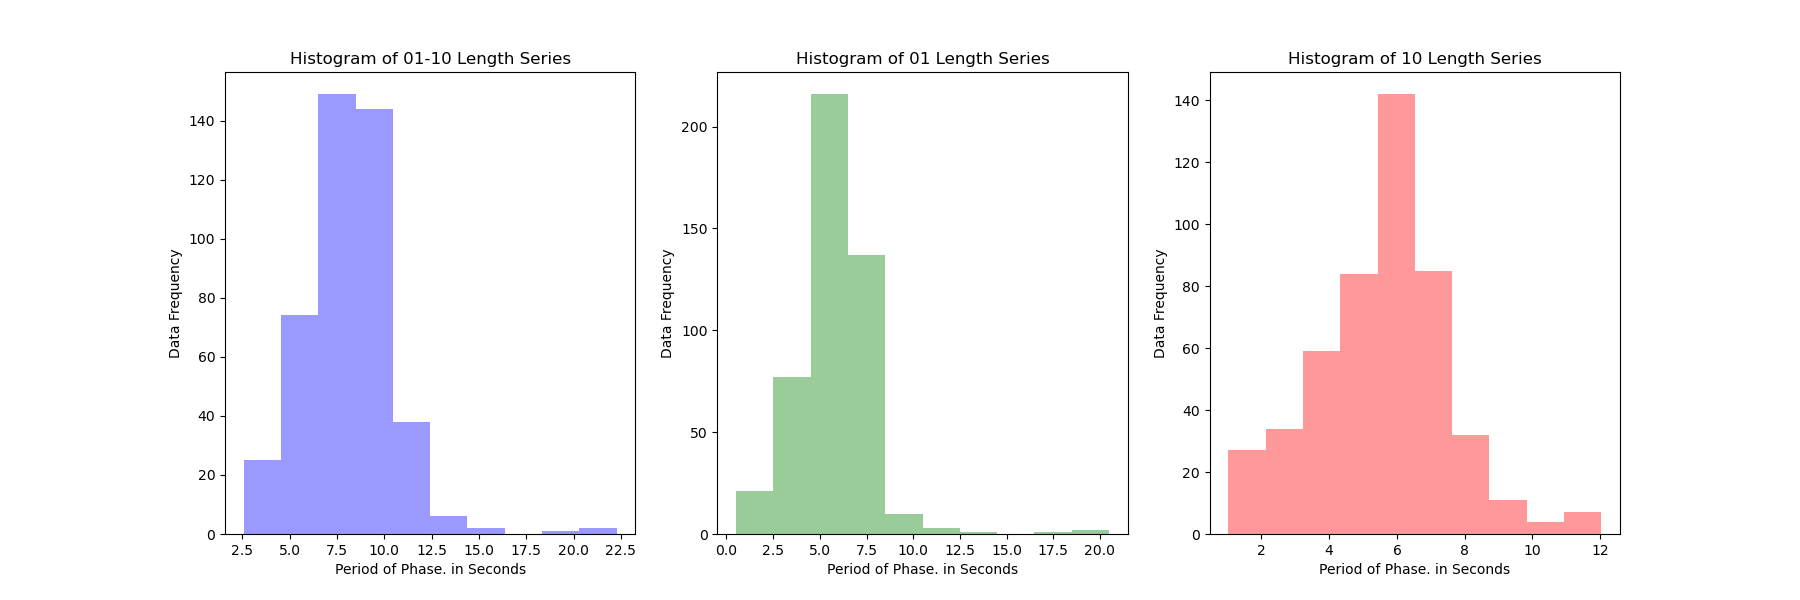 Histogram of 01-10 Length Series
Data Frequency
140
120
100
80
60
40
20
0
2.5 5.0 7.5 10.0 12.5 15.0 17.5 20.0 22.5
Period of Phase. in Seconds
Histogram of 01 Length Series
Data Frequency
200
150
100
50
0
0.0 2.5 5.0 7.5 10.0 12.5 15.0 17.5 20.0
Period of Phase. in Seconds
Histogram of 10 Length Series
Data Frequency
140
120
100
80
60
40
20
0
2 4 6 8 10 12
Period of Phase. in Seconds